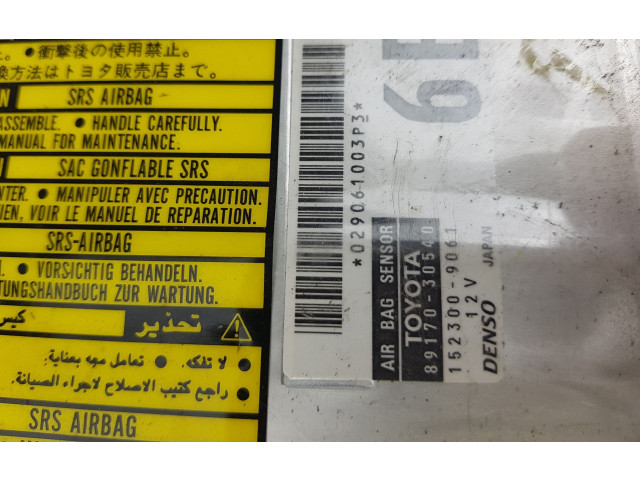 ● 衝撃後の使用禁止。
換方法はトヨタ販売店まで。
SRS AIRBAG
ASSEMBLE. ● HANDLE CAREFULLY.
MANUAL FOR MAINTENANCE.
SAC GONFLABLE SRS
● MANIPULER AVEC PRECAUTION.
VOIR LE MANUEL DE REPARATION.
SRS-AIRBAG
● VORSICHTIG BEHANDELN.
TUNGSHANDBUCH ZUR WARTUNG.
تحذير كيس
● لا تفكه. ● تعامل معه بعناية.
● راجع كتيب الاصلاح لاجراء الصيانة.
SRS AIRBAG
*029061003P3*
AIR BAG SENSOR
TOYOTA
89170-30540
152300-9061
12V
DENSO JAPAN